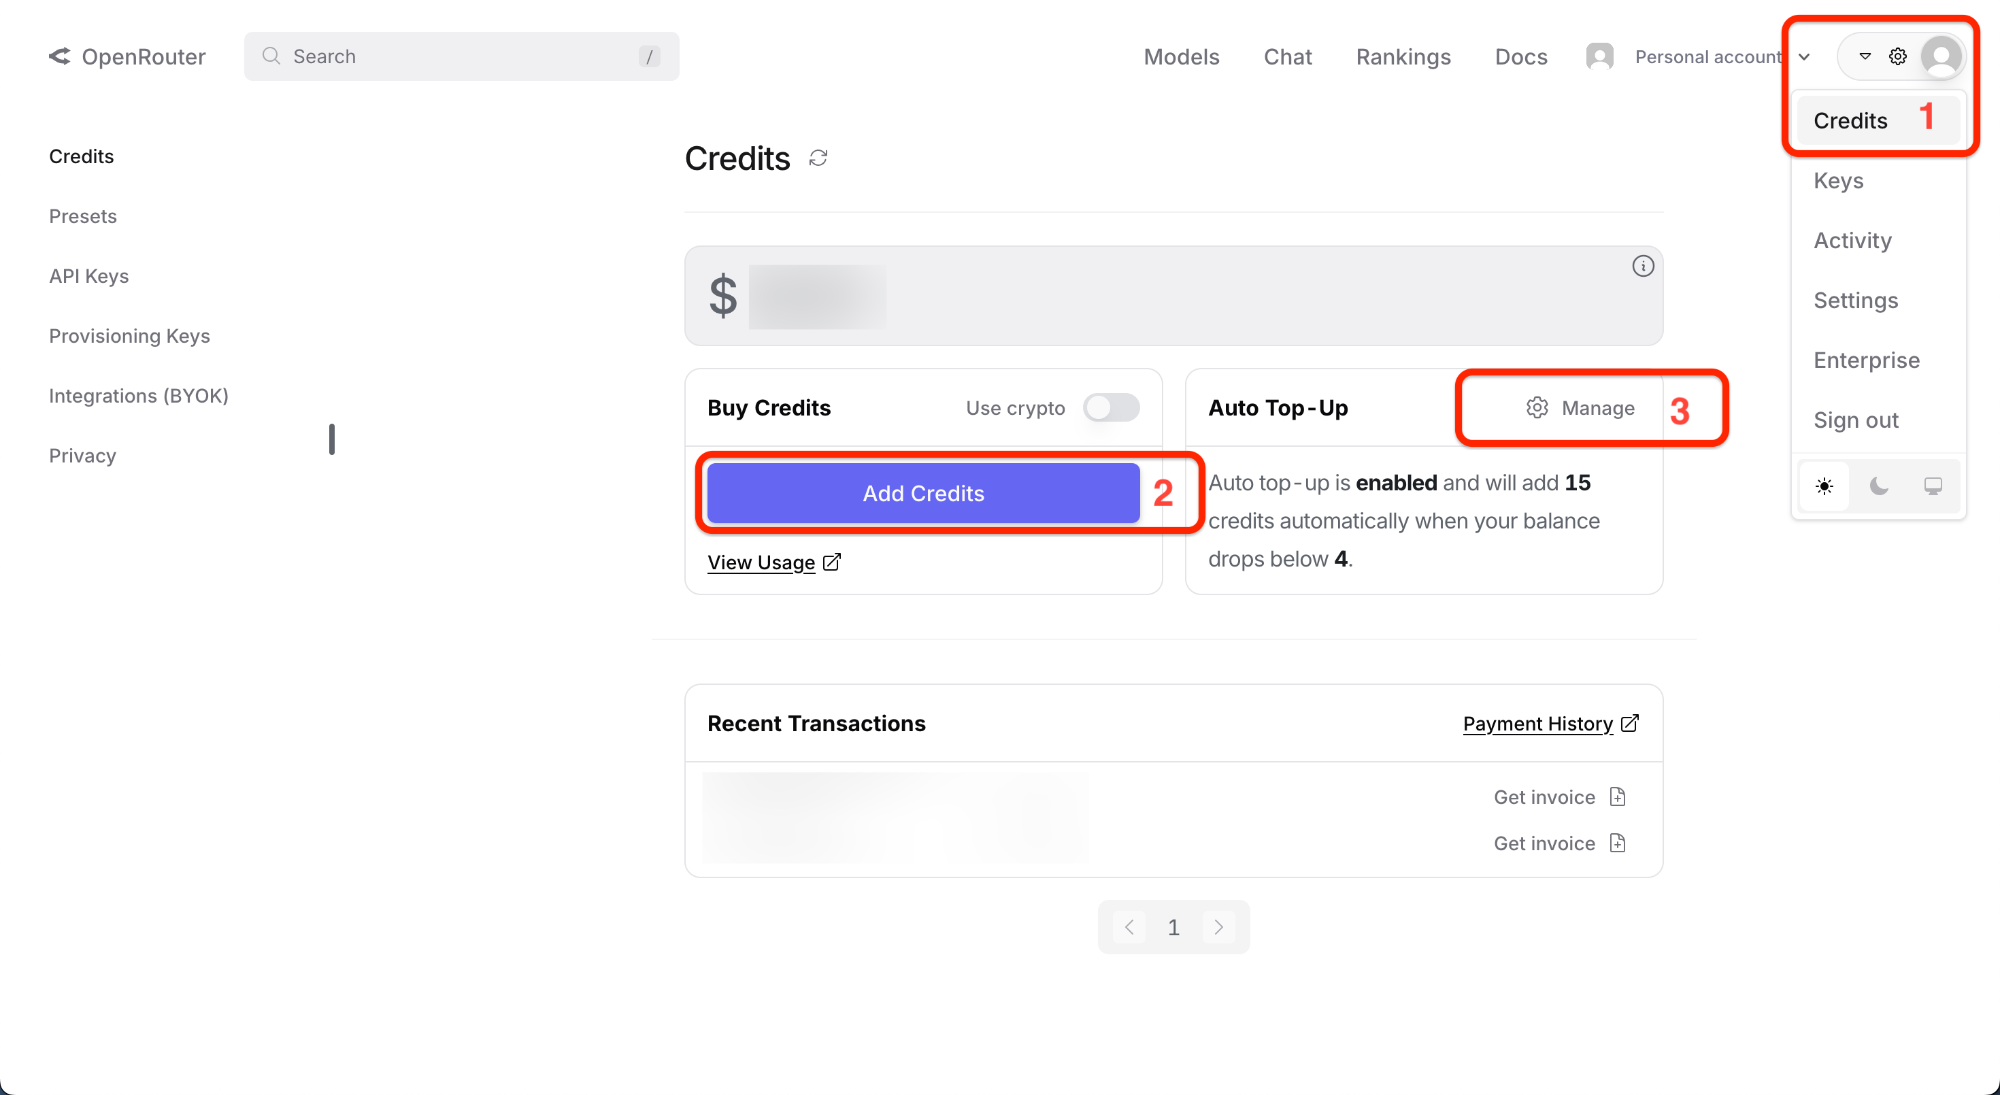 OpenRouter
Search /
Models Chat Rankings Docs Personal account
Credits 1
Keys
Activity
Settings
Enterprise
Sign out
Credits
Presets
API Keys
Provisioning Keys
Integrations (BYOK)
Privacy
Credits
$
Buy Credits Use crypto
Add Credits 2
View Usage
Auto Top-Up Manage 3
Auto top-up is enabled and will add 15
credits automatically when your balance
drops below 4.
Recent Transactions Payment History
Get invoice
Get invoice
1